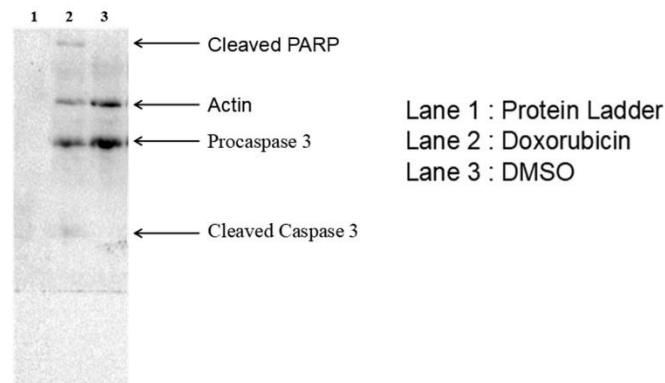 1 2 3
Cleaved PARP
Actin
Procaspase 3
Cleaved Caspase 3
Lane 1 : Protein Ladder
Lane 2 : Doxorubicin
Lane 3 : DMSO